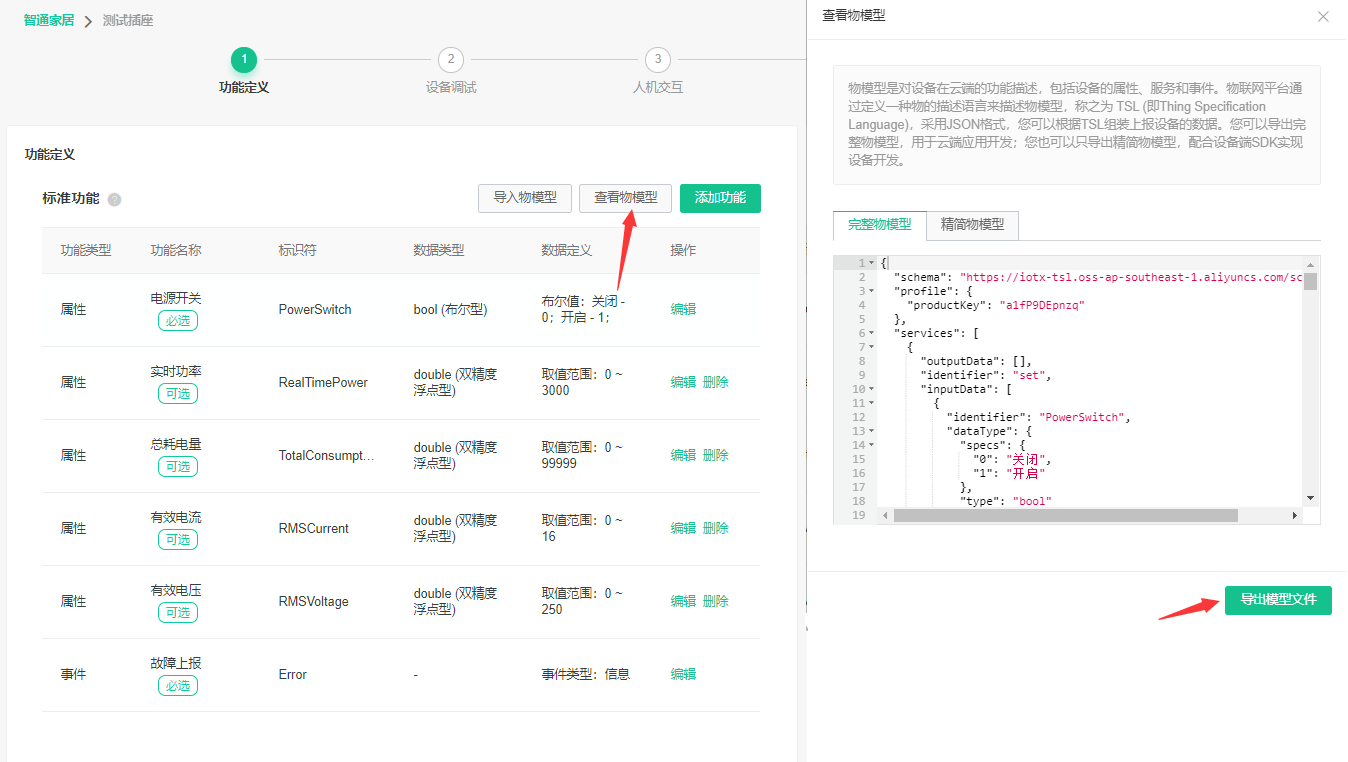 智通家居 > 测试插座
1 2 3
功能定义 设备调试 人机交互
功能定义
标准功能 ? 导入物模型 查看物模型 添加功能
功能类型 功能名称 标识符 数据类型 数据定义 操作
属性 电源开关 必选 PowerSwitch bool (布尔型) 布尔值：关闭 - 0；开启 - 1； 编辑
属性 实时功率 可选 RealTimePower double (双精度浮点型) 取值范围：0 ~ 3000 编辑 删除
属性 总耗电量 可选 TotalConsumpt... double (双精度浮点型) 取值范围：0 ~ 99999 编辑 删除
属性 有效电流 可选 RMSCurrent double (双精度浮点型) 取值范围：0 ~ 16 编辑 删除
属性 有效电压 可选 RMSVoltage double (双精度浮点型) 取值范围：0 ~ 250 编辑 删除
事件 故障上报 必选 Error - 事件类型：信息 编辑
查看物模型
物模型是对设备在云端的功能描述，包括设备的属性、服务和事件。物联网平台通
过定义一种物的描述语言来描述物模型，称之为 TSL (即Thing Specification
Language)，采用JSON格式，您可以根据TSL组装上报设备的数据。您可以导出完
整物模型，用于云端应用开发；您也可以只导出精简物模型，配合设备端SDK实现
设备开发。
完整物模型 精简物模型
1 {
2 "schema": "https://iotx-tsl.oss-ap-southeast-1.aliyuncs.com/sc
3 "profile": {
4 "productKey": "a1fP9DEpnzq"
5 },
6 "services": [
7 {
8 "outputData": [],
9 "identifier": "set",
10 "inputData": [
11 {
12 "identifier": "PowerSwitch",
13 "dataType": {
14 "specs": {
15 "0": "关闭",
16 "1": "开启"
17 },
18 "type": "bool"
19
导出模型文件